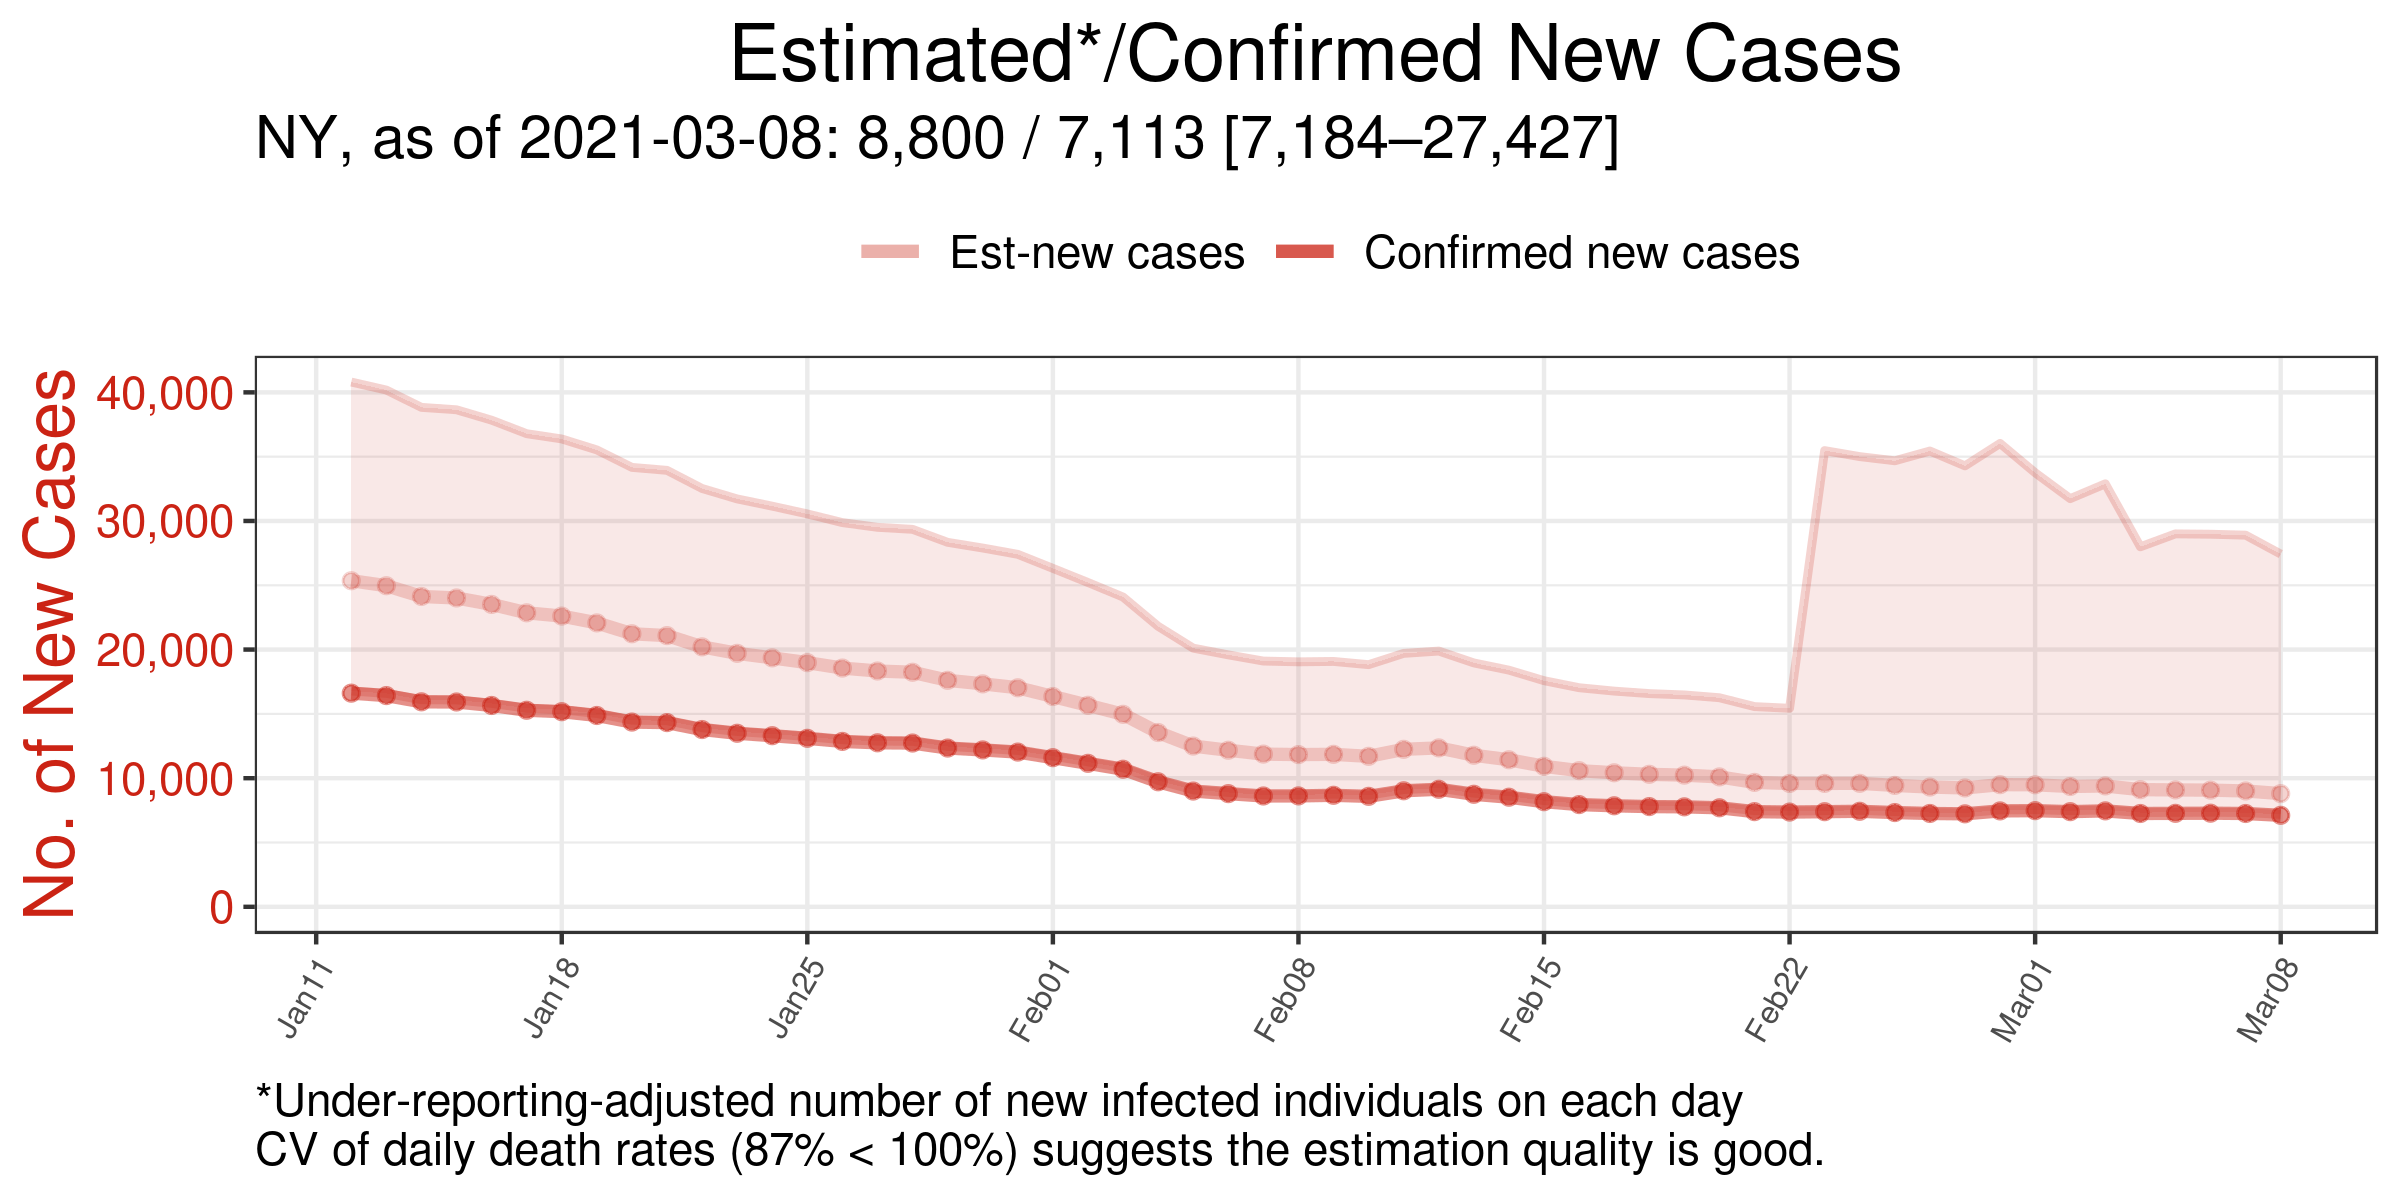 Estimated*/Confirmed New Cases
NY, as of 2021-03-08: 8,800 / 7,113 [7,184–27,427]
Est-new cases
Confirmed new cases
No. of New Cases
40,000
30,000
20,000
10,000
0
Jan11
Jan18
Jan25
Feb01
Feb08
Feb15
Feb22
Mar01
Mar08
*Under-reporting-adjusted number of new infected individuals on each day
CV of daily death rates (87% < 100%) suggests the estimation quality is good.